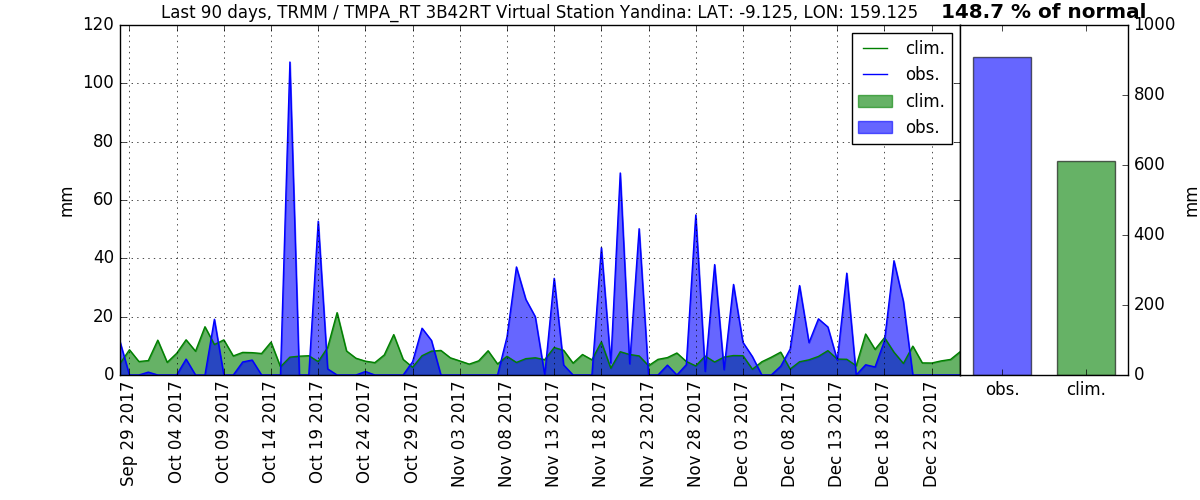 Last 90 days, TRMM / TMPA_RT 3B42RT Virtual Station Yandina: LAT: -9.125, LON: 159.125
148.7 % of normal
120
100
80
60
40
20
0
mm
clim.
obs.
clim.
obs.
1000
800
600
400
200
0
mm
Sep 29 2017
Oct 04 2017
Oct 09 2017
Oct 14 2017
Oct 19 2017
Oct 24 2017
Oct 29 2017
Nov 03 2017
Nov 08 2017
Nov 13 2017
Nov 18 2017
Nov 23 2017
Nov 28 2017
Dec 03 2017
Dec 08 2017
Dec 13 2017
Dec 18 2017
Dec 23 2017
obs.
clim.